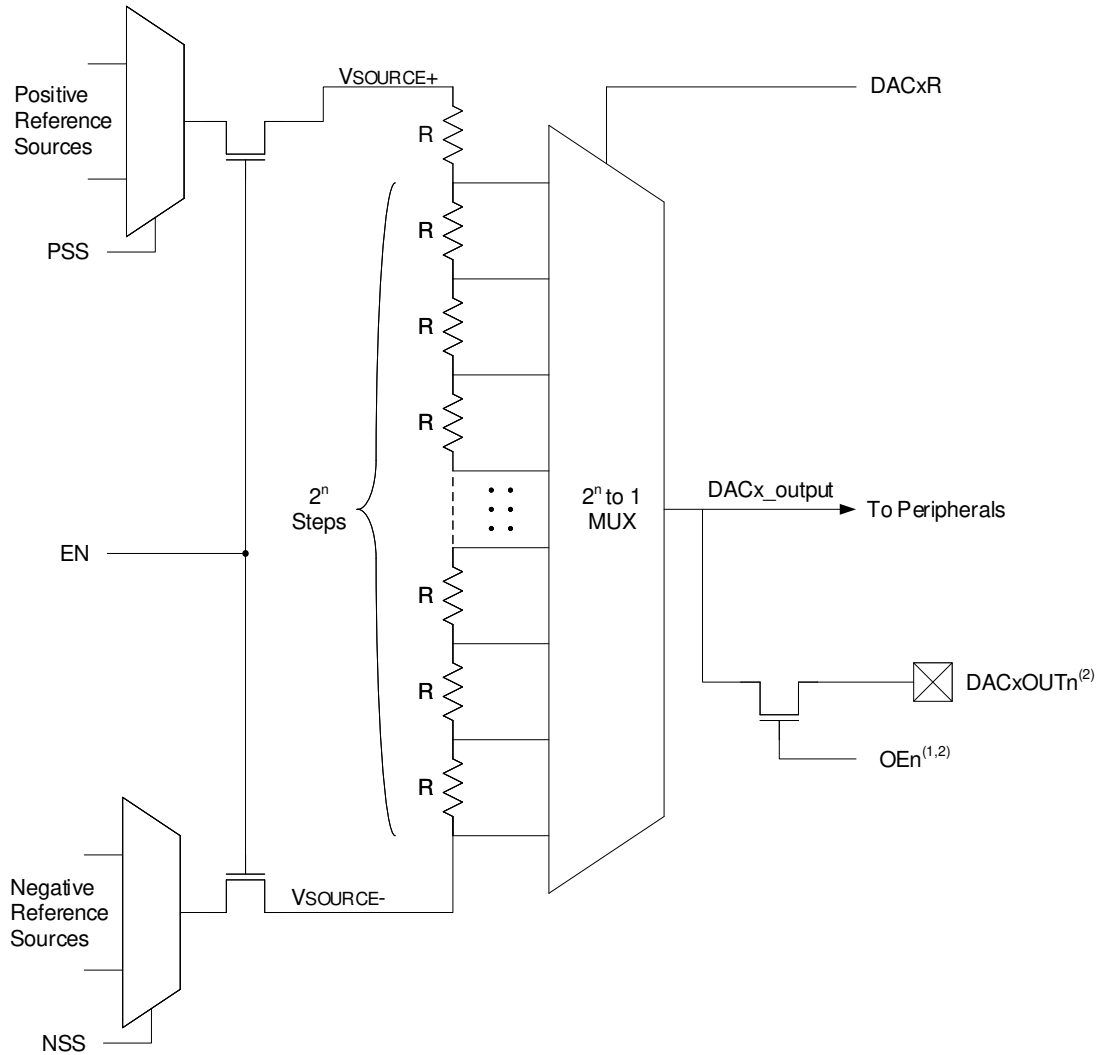 VSOURCE+
DACxR
Positive
Reference
Sources
R
R
PSS
R
R
2ⁿ
Steps
2ⁿ to 1
MUX
DACx_output
To Peripherals
EN
R
R
DACxOUTn⁽²⁾
OEn⁽¹,²⁾
R
Negative
Reference
Sources
VSOURCE-
NSS